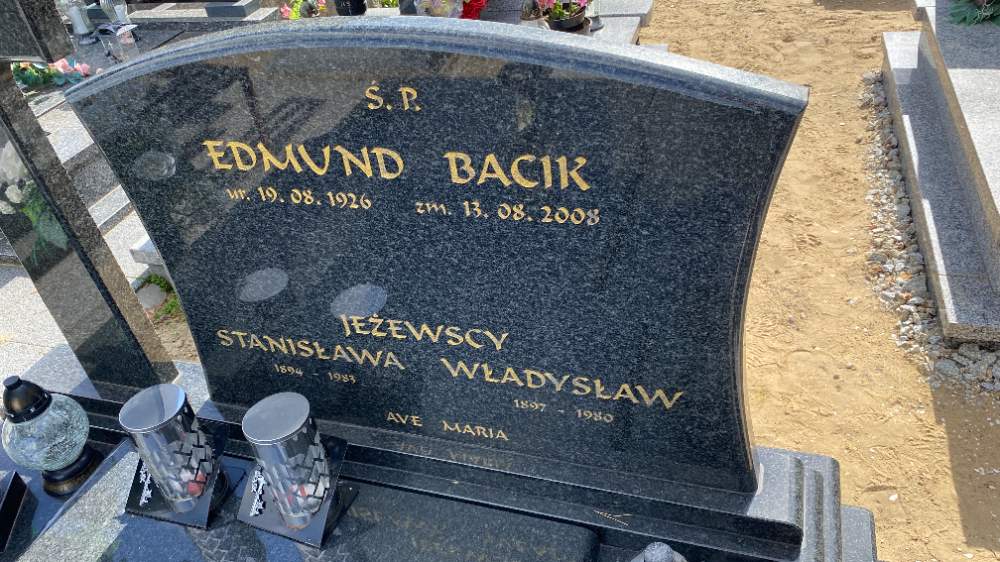 Ś. P.
EDMUND BACIK
ur. 19. 08. 1926 zm. 13. 08. 2008
JEŻEWSCY
STANISŁAWA WŁADYSŁAW
1894 - 1983 1897 - 1980
AVE MARIA